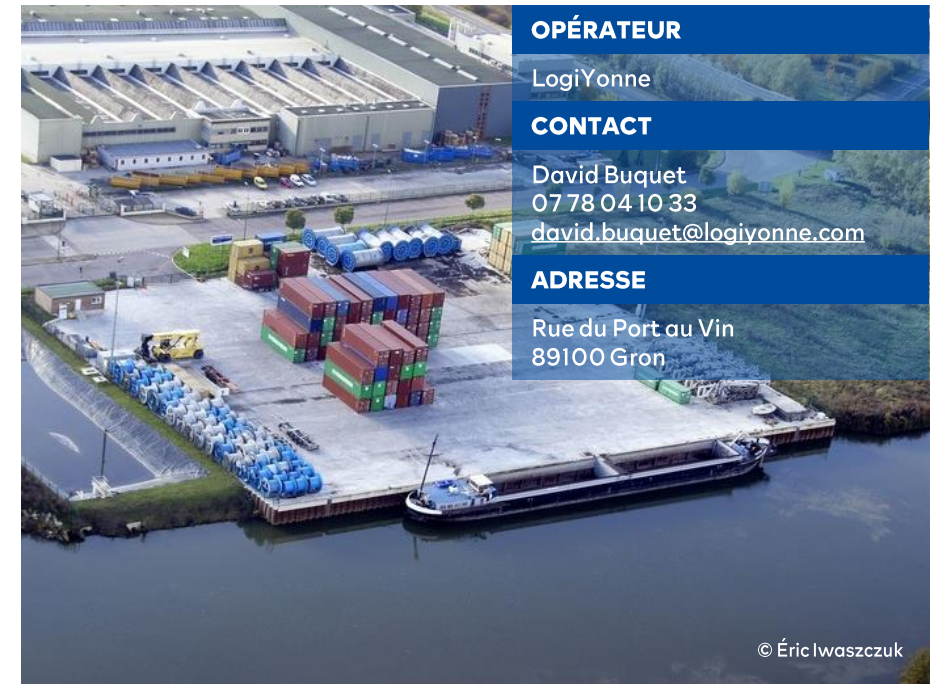 OPÉRATEUR
LogiYonne
CONTACT
David Buquet
07 78 04 10 33
david.buquet@logiyonne.com
ADRESSE
Rue du Port au Vin
89100 Gron
© Éric Iwaszczuk